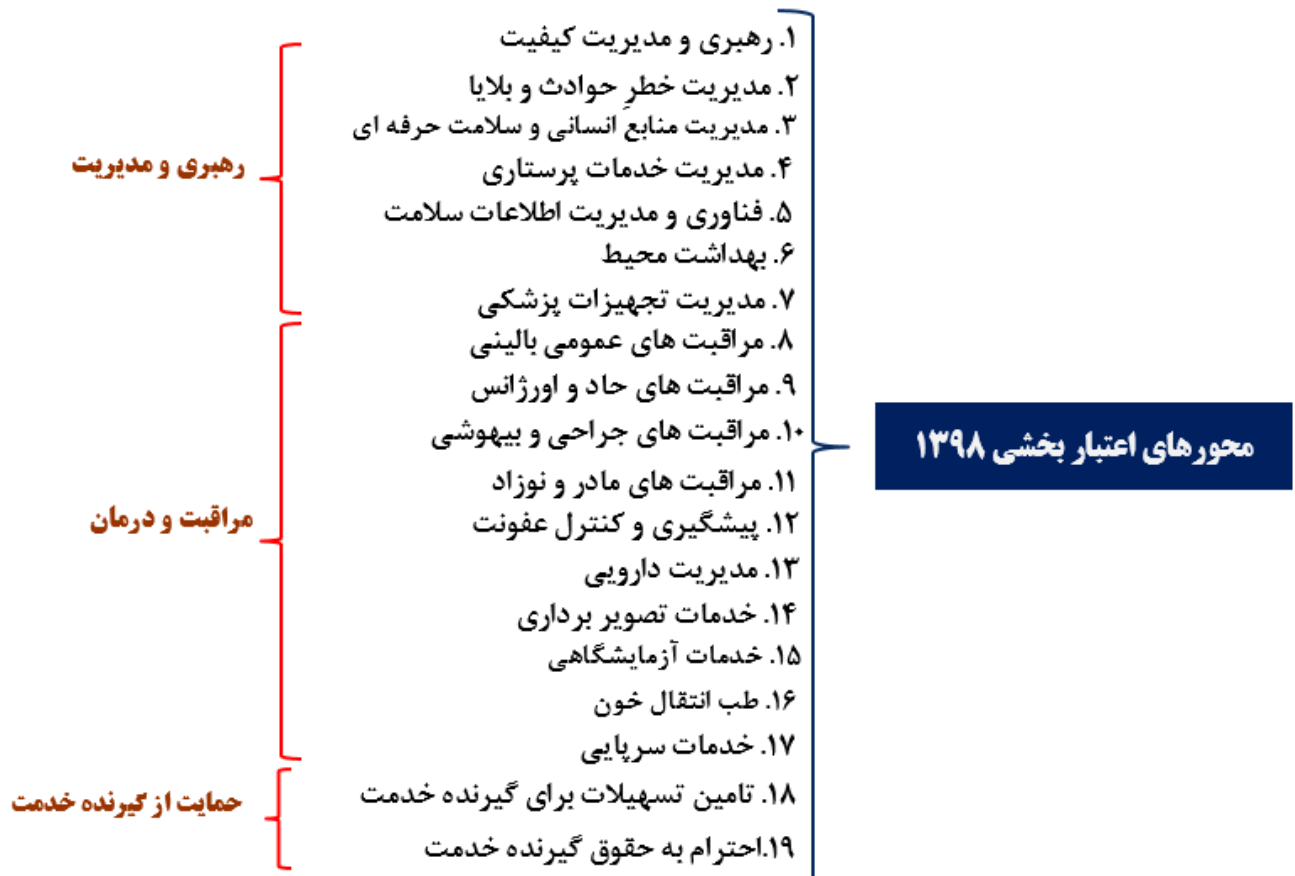 محورهای اعتبار بخشی ۱۳۹۸
رهبری و مدیریت
۱. رهبری و مدیریت کیفیت
۲. مدیریت خطرِ حوادث و بلایا
۳. مدیریت منابع انسانی و سلامت حرفه ای
۴. مدیریت خدمات پرستاری
۵. فناوری و مدیریت اطلاعات سلامت
۶. بهداشت محیط
۷. مدیریت تجهیزات پزشکی
مراقبت و درمان
۸. مراقبت های عمومی بالینی
۹. مراقبت های حاد و اورژانس
۱۰. مراقبت های جراحی و بیهوشی
۱۱. مراقبت های مادر و نوزاد
۱۲. پیشگیری و کنترل عفونت
۱۳. مدیریت دارویی
۱۴. خدمات تصویر برداری
۱۵. خدمات آزمایشگاهی
۱۶. طب انتقال خون
۱۷. خدمات سرپایی
حمایت از گیرنده خدمت
۱۸. تامین تسهیلات برای گیرنده خدمت
۱۹.احترام به حقوق گیرنده خدمت